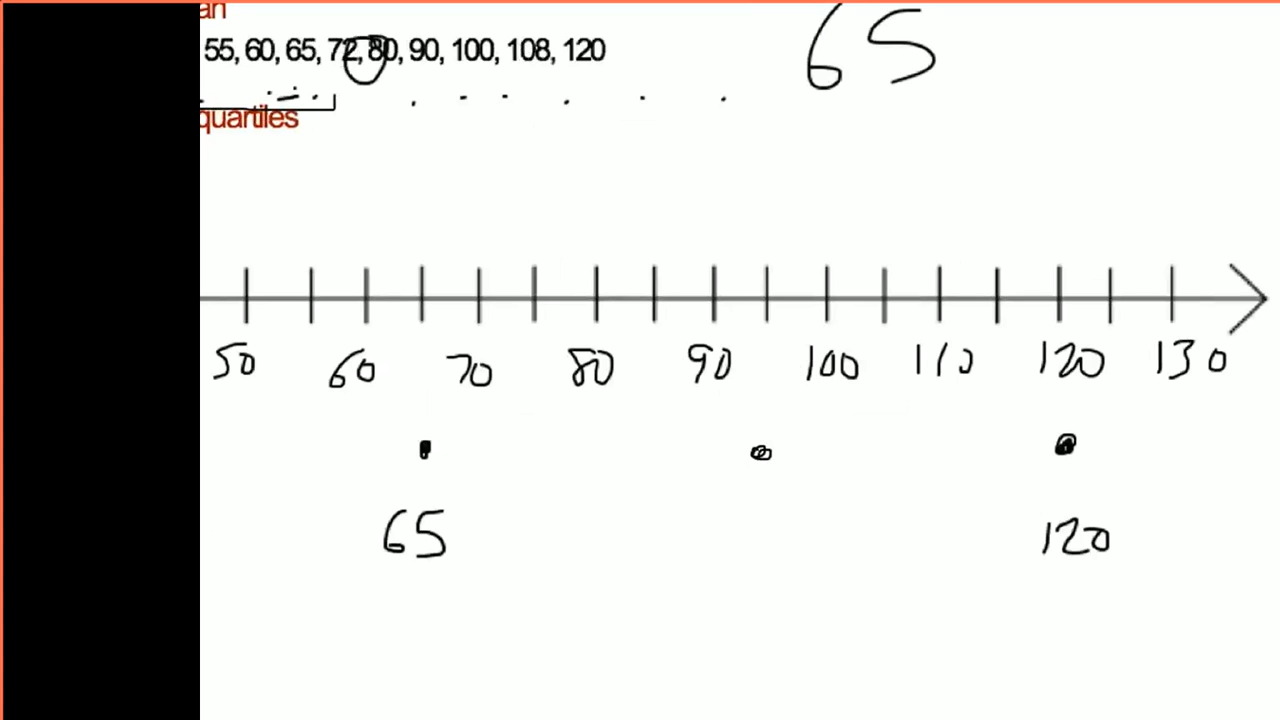 an
65
55, 60, 65, 72, 80, 90, 100, 108, 120
quartiles
50 60 70 80 90 100 110 120 130
65 120